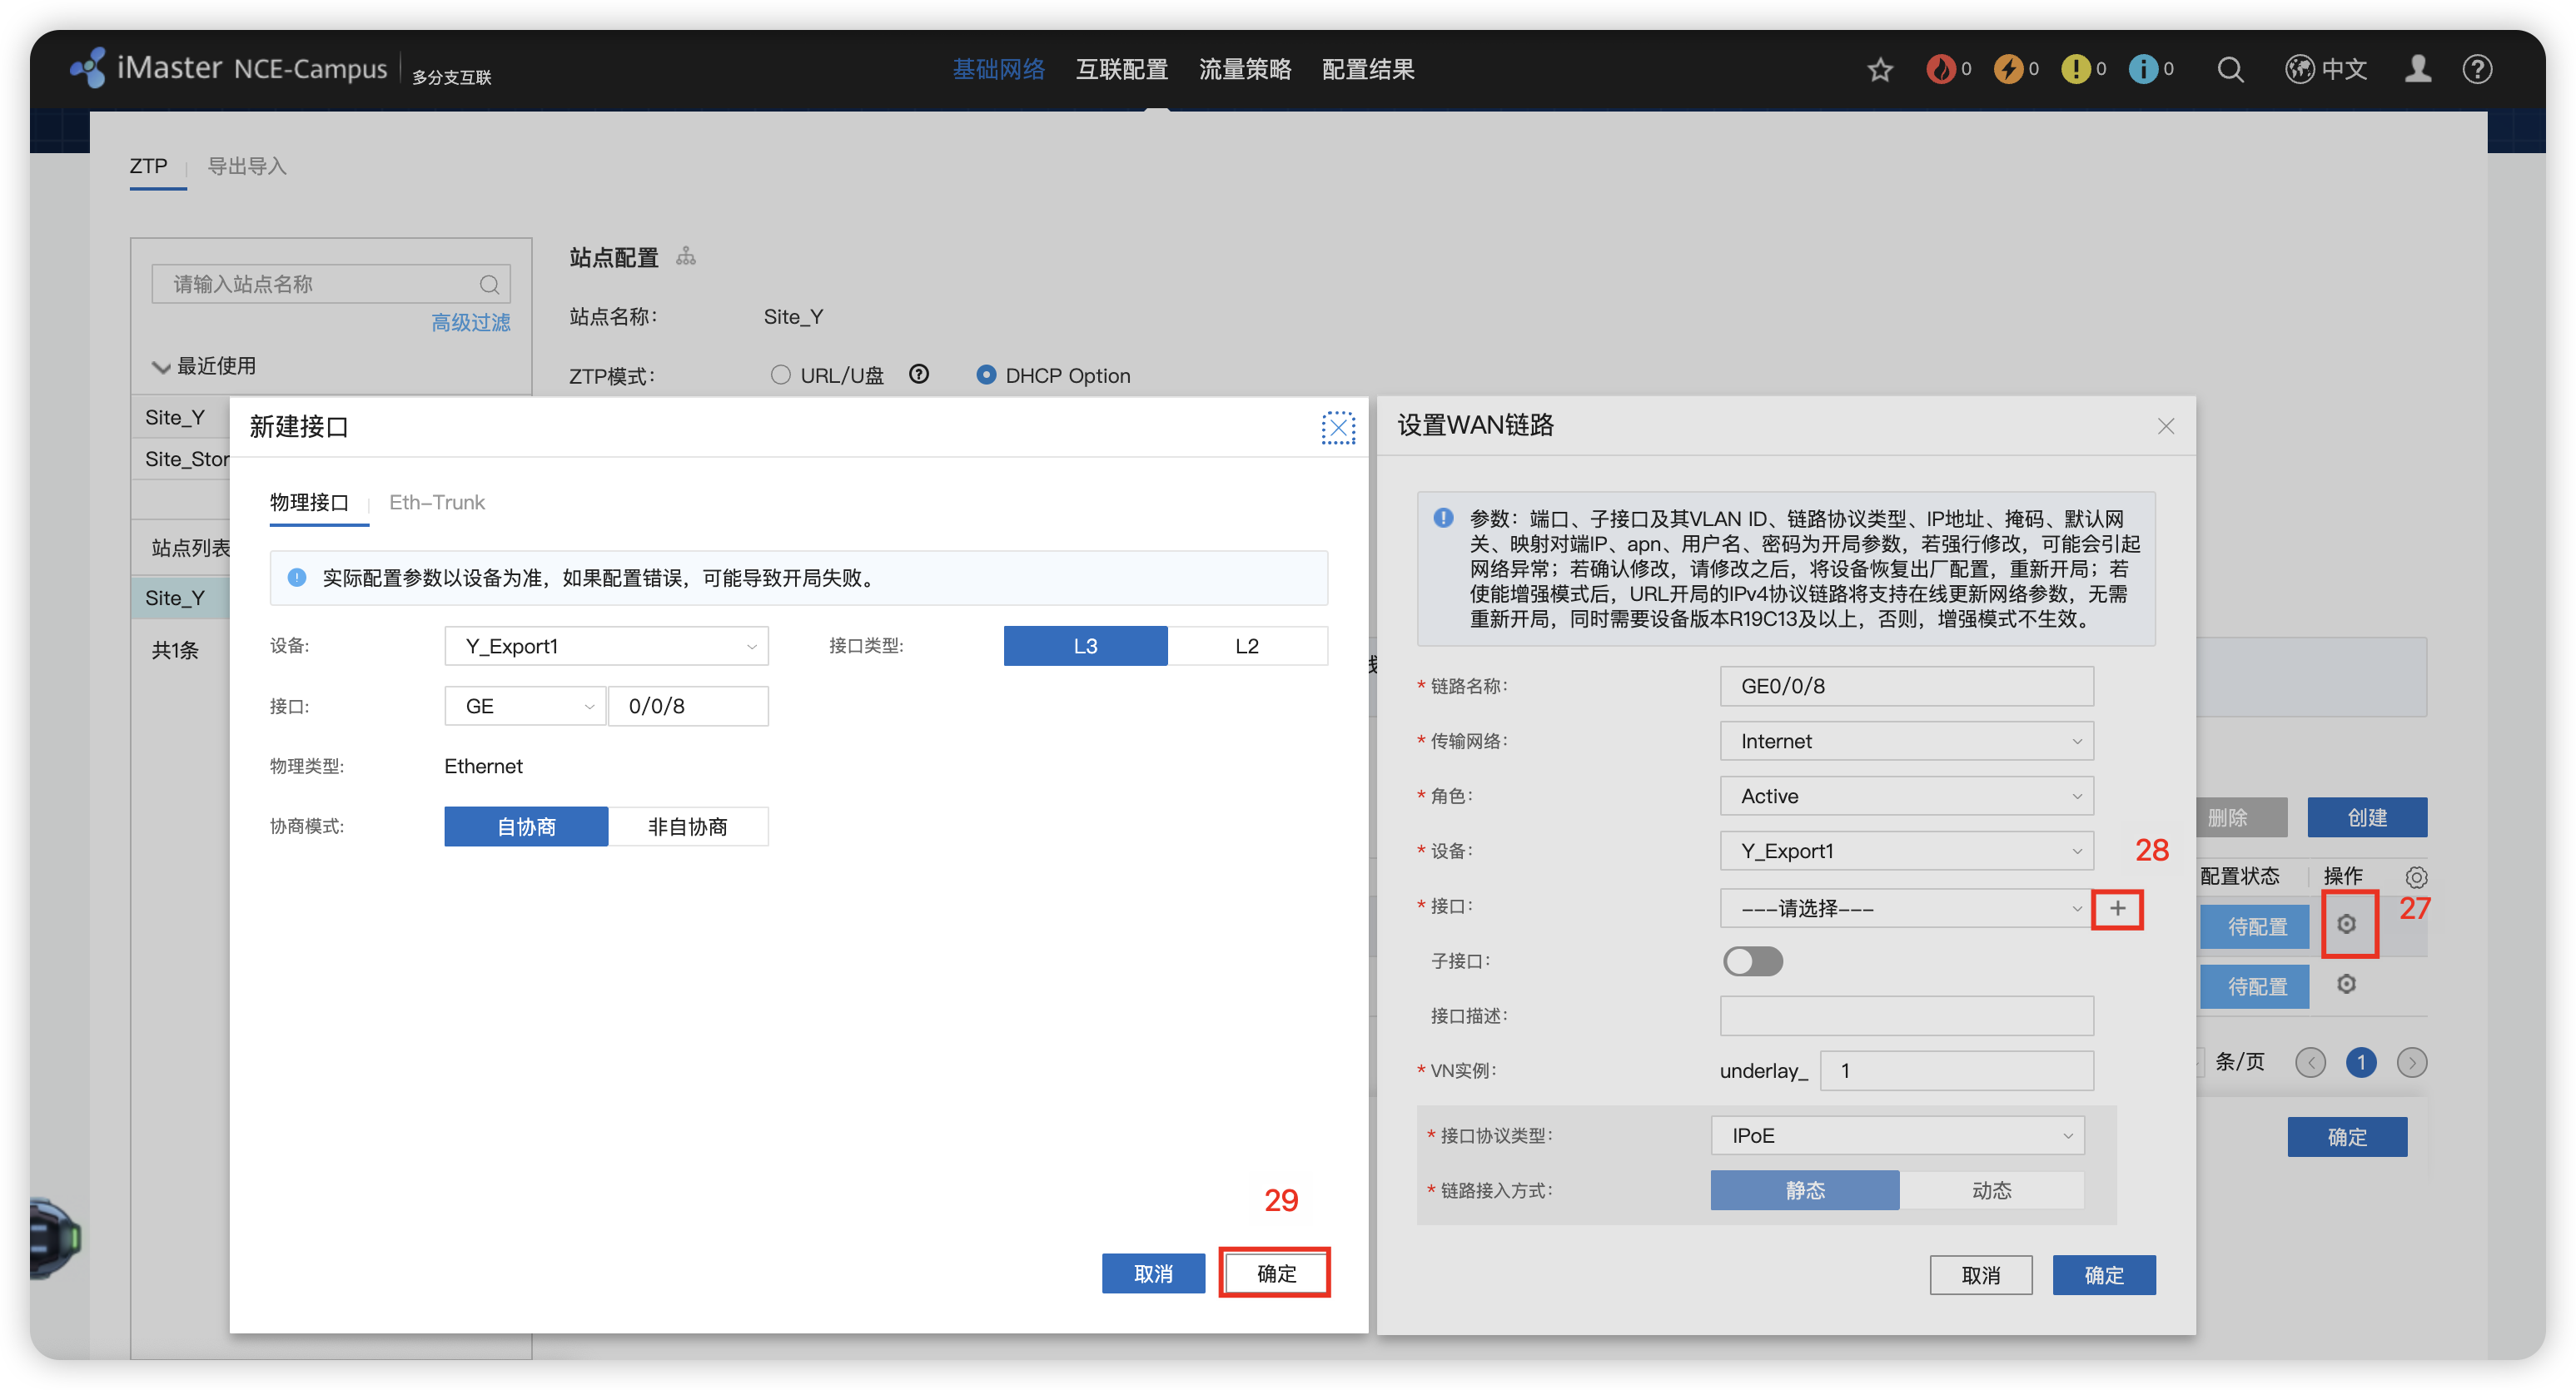 iMaster NCE-Campus
多分支互联
基础网络 互联配置 流量策略 配置结果
0 0 0 0
中文
ZTP 导出导入
请输入站点名称
高级过滤
最近使用
Site_Y
Site_Stor
站点列表
Site_Y
共1条
站点配置
站点名称: Site_Y
ZTP模式: URL/U盘 DHCP Option
新建接口
物理接口 Eth-Trunk
实际配置参数以设备为准，如果配置错误，可能导致开局失败。
设备: Y_Export1 接口类型: L3 L2
接口: GE 0/0/8
物理类型: Ethernet
协商模式: 自协商 非自协商
29
取消 确定
设置WAN链路
参数：端口、子接口及其VLAN ID、链路协议类型、IP地址、掩码、默认网
关、映射对端IP、apn、用户名、密码为开局参数，若强行修改，可能会引起
网络异常；若确认修改，请修改之后，将设备恢复出厂配置，重新开局；若
使能增强模式后，URL开局的IPv4协议链路将支持在线更新网络参数，无需
重新开局，同时需要设备版本R19C13及以上，否则，增强模式不生效。
* 链路名称: GE0/0/8
* 传输网络: Internet
* 角色: Active
* 设备: Y_Export1
28
* 接口: ---请选择--- +
子接口:
接口描述:
* VN实例: underlay_ 1
* 接口协议类型: IPoE
* 链路接入方式: 静态 动态
取消 确定
删除 创建
配置状态 操作
27
待配置
待配置
条/页 1
确定